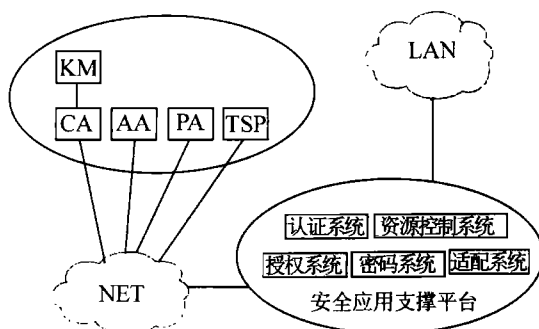 LAN
KM
CA AA PA TSP
认证系统 资源控制系统
授权系统 密码系统 适配系统
NET
安全应用支撑平台